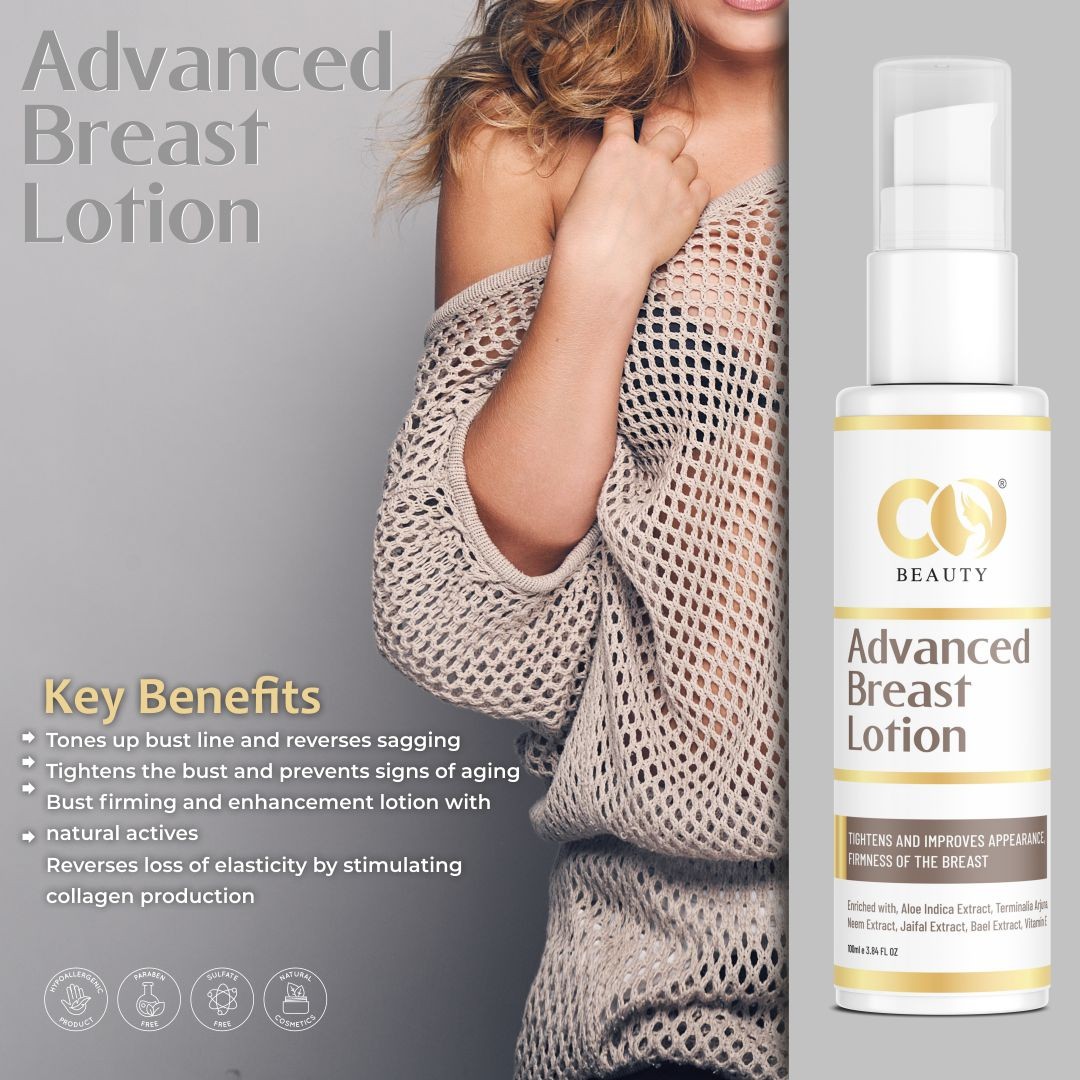 Advanced
Breast
Lotion
Key Benefits
Tones up bust line and reverses sagging
Tightens the bust and prevents signs of aging
Bust firming and enhancement lotion with
natural actives
Reverses loss of elasticity by stimulating
collagen production
HYPOALLERGENIC
PRODUCT
PARABEN
FREE
SULFATE
FREE
NATURAL
COSMETICS
CO®
BEAUTY
Advanced
Breast
Lotion
TIGHTENS AND IMPROVES APPEARANCE,
FIRMNESS OF THE BREAST
Enriched with, Aloe Indica Extract, Terminalia Arjuna
Neem Extract, Jaifal Extract, Bael Extract, Vitamin E
100ml e 3.84 FL OZ